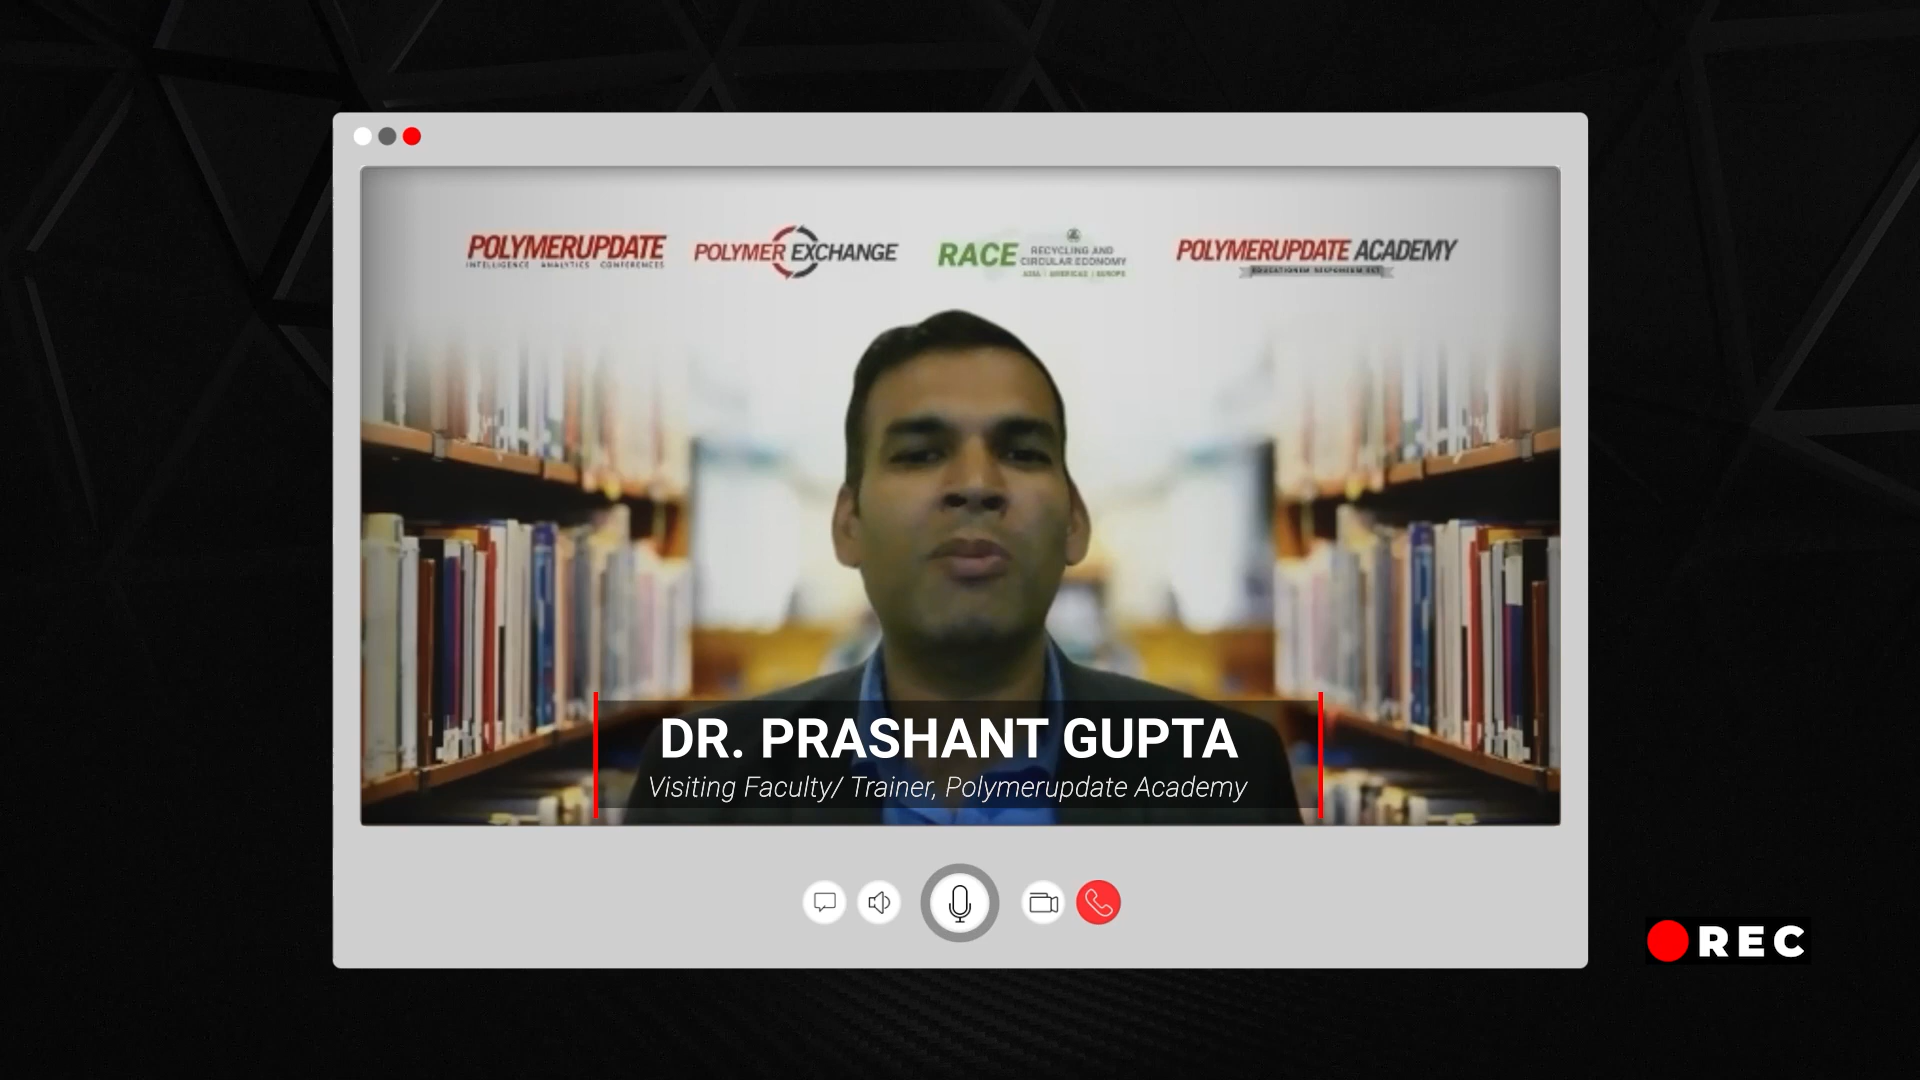 POLYMERUPDATE
INTELLIGENCE ANALYTICS CONFERENCES
POLYMER EXCHANGE
RACE
RECYCLING AND
CIRCULAR ECONOMY
ASIA | AMERICAS | EUROPE
POLYMERUPDATE ACADEMY
DR. PRASHANT GUPTA
Visiting Faculty/ Trainer, Polymerupdate Academy
REC